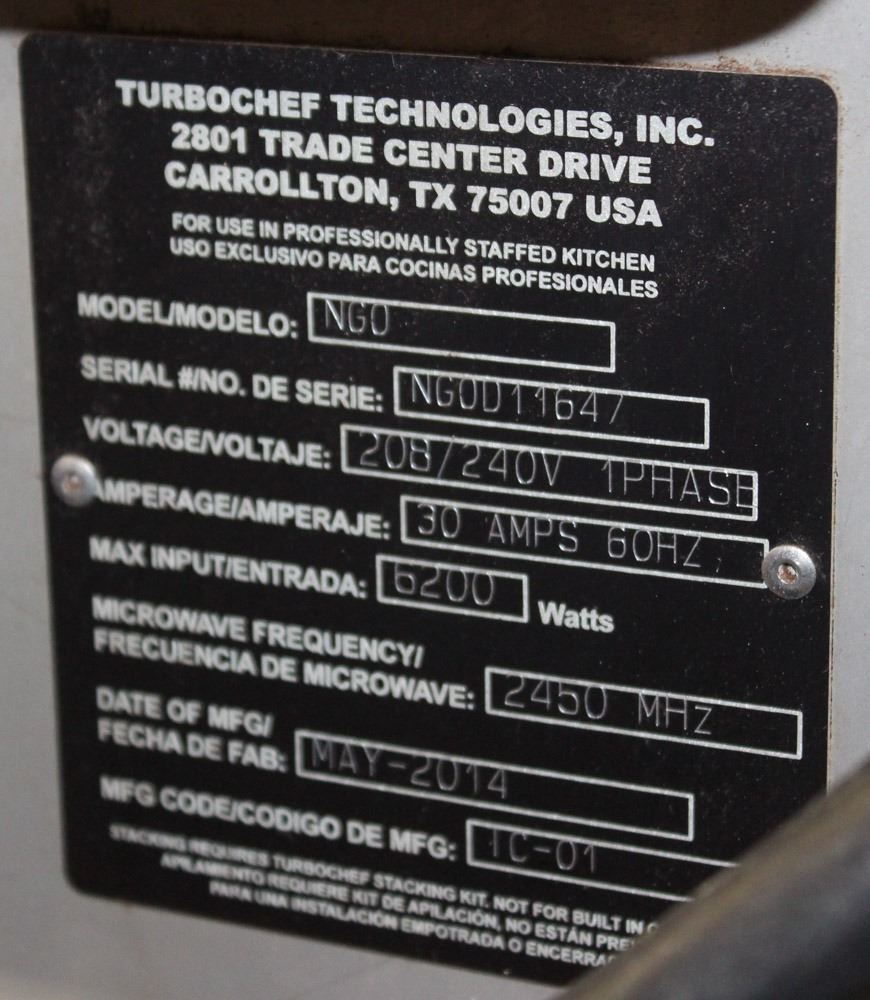 TURBOCHEF TECHNOLOGIES, INC.
2801 TRADE CENTER DRIVE
CARROLLTON, TX 75007 USA
FOR USE IN PROFESSIONALLY STAFFED KITCHEN
USO EXCLUSIVO PARA COCINAS PROFESIONALES
MODEL/MODELO: NGO
SERIAL #/NO. DE SERIE: NGOD11647
VOLTAGE/VOLTAJE: 208/240V 1PHASE
AMPERAGE/AMPERAJE: 30 AMPS 60HZ,
MAX INPUT/ENTRADA: 6200 Watts
MICROWAVE FREQUENCY/
FRECUENCIA DE MICROWAVE: 2450 MHz
DATE OF MFG/
FECHA DE FAB: MAY-2014
MFG CODE/CODIGO DE MFG: TC-01
STACKING REQUIRES TURBOCHEF STACKING KIT. NOT FOR BUILT IN
APILAMIENTO REQUIERE KIT DE APILACIÓN, NO ESTÁN
PARA UNA INSTALACIÓN EMPOTRADA O